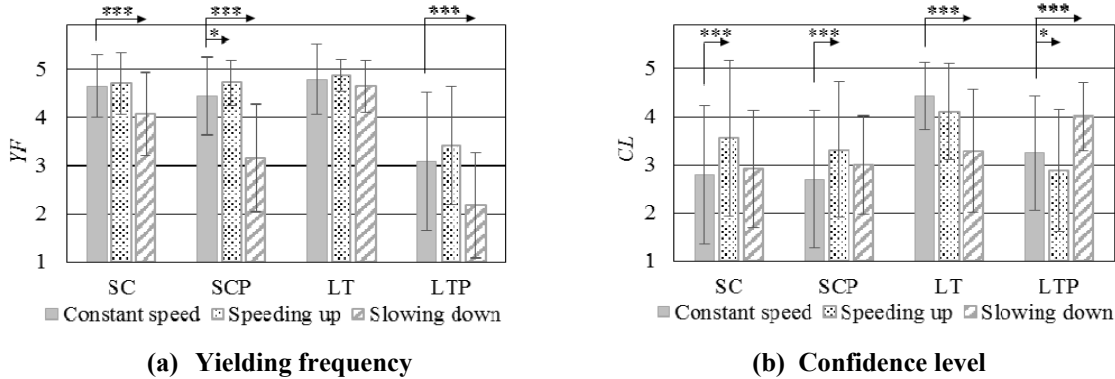 *** *** *** *** ***
* *** *** *
5 5
4 4
YF 3 CL 3
2 2
1 1
SC SCP LT LTP SC SCP LT LTP
Constant speed Speeding up Slowing down Constant speed Speeding up Slowing down
(a) Yielding frequency (b) Confidence level